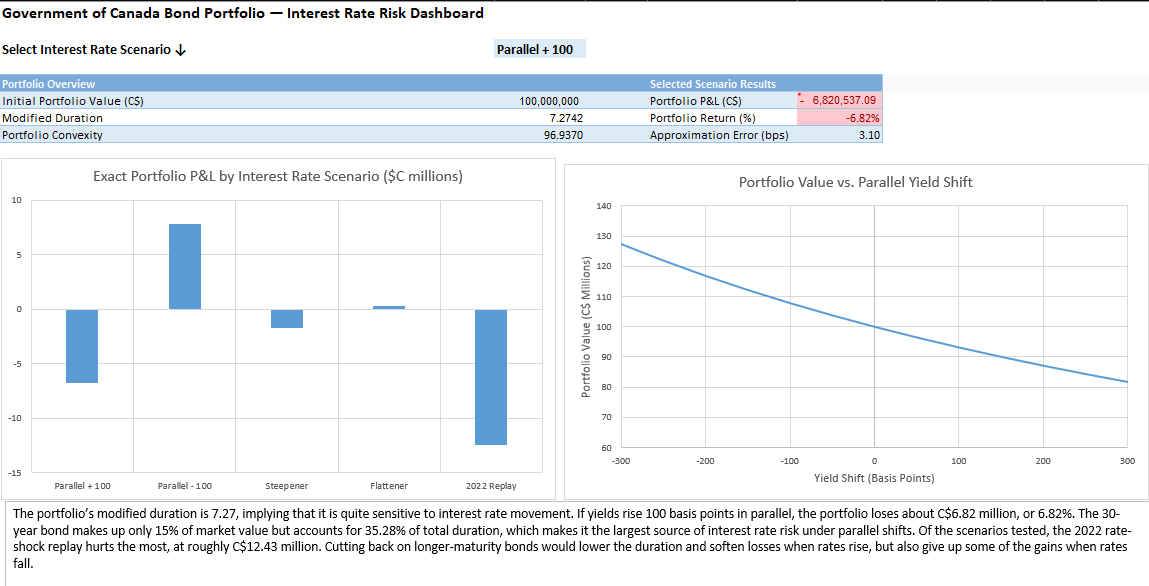 Government of Canada Bond Portfolio — Interest Rate Risk Dashboard
Select Interest Rate Scenario ↓ Parallel + 100
Portfolio Overview Selected Scenario Results
Initial Portfolio Value (C$) 100,000,000 Portfolio P&L (C$) - 6,820,537.09
Modified Duration 7.2742 Portfolio Return (%) -6.82%
Portfolio Convexity 96.9370 Approximation Error (bps) 3.10
Exact Portfolio P&L by Interest Rate Scenario ($C millions)
10
5
0
-5
-10
-15
Parallel + 100 Parallel - 100 Steepener Flattener 2022 Replay
Portfolio Value vs. Parallel Yield Shift
Portfolio Value (C$ Millions)
140
130
120
110
100
90
80
70
60
-300 -200 -100 0 100 200 300
Yield Shift (Basis Points)
The portfolio's modified duration is 7.27, implying that it is quite sensitive to interest rate movement. If yields rise 100 basis points in parallel, the portfolio loses about C$6.82 million, or 6.82%. The 30-
year bond makes up only 15% of market value but accounts for 35.28% of total duration, which makes it the largest source of interest rate risk under parallel shifts. Of the scenarios tested, the 2022 rate-
shock replay hurts the most, at roughly C$12.43 million. Cutting back on longer-maturity bonds would lower the duration and soften losses when rates rise, but also give up some of the gains when rates
fall.